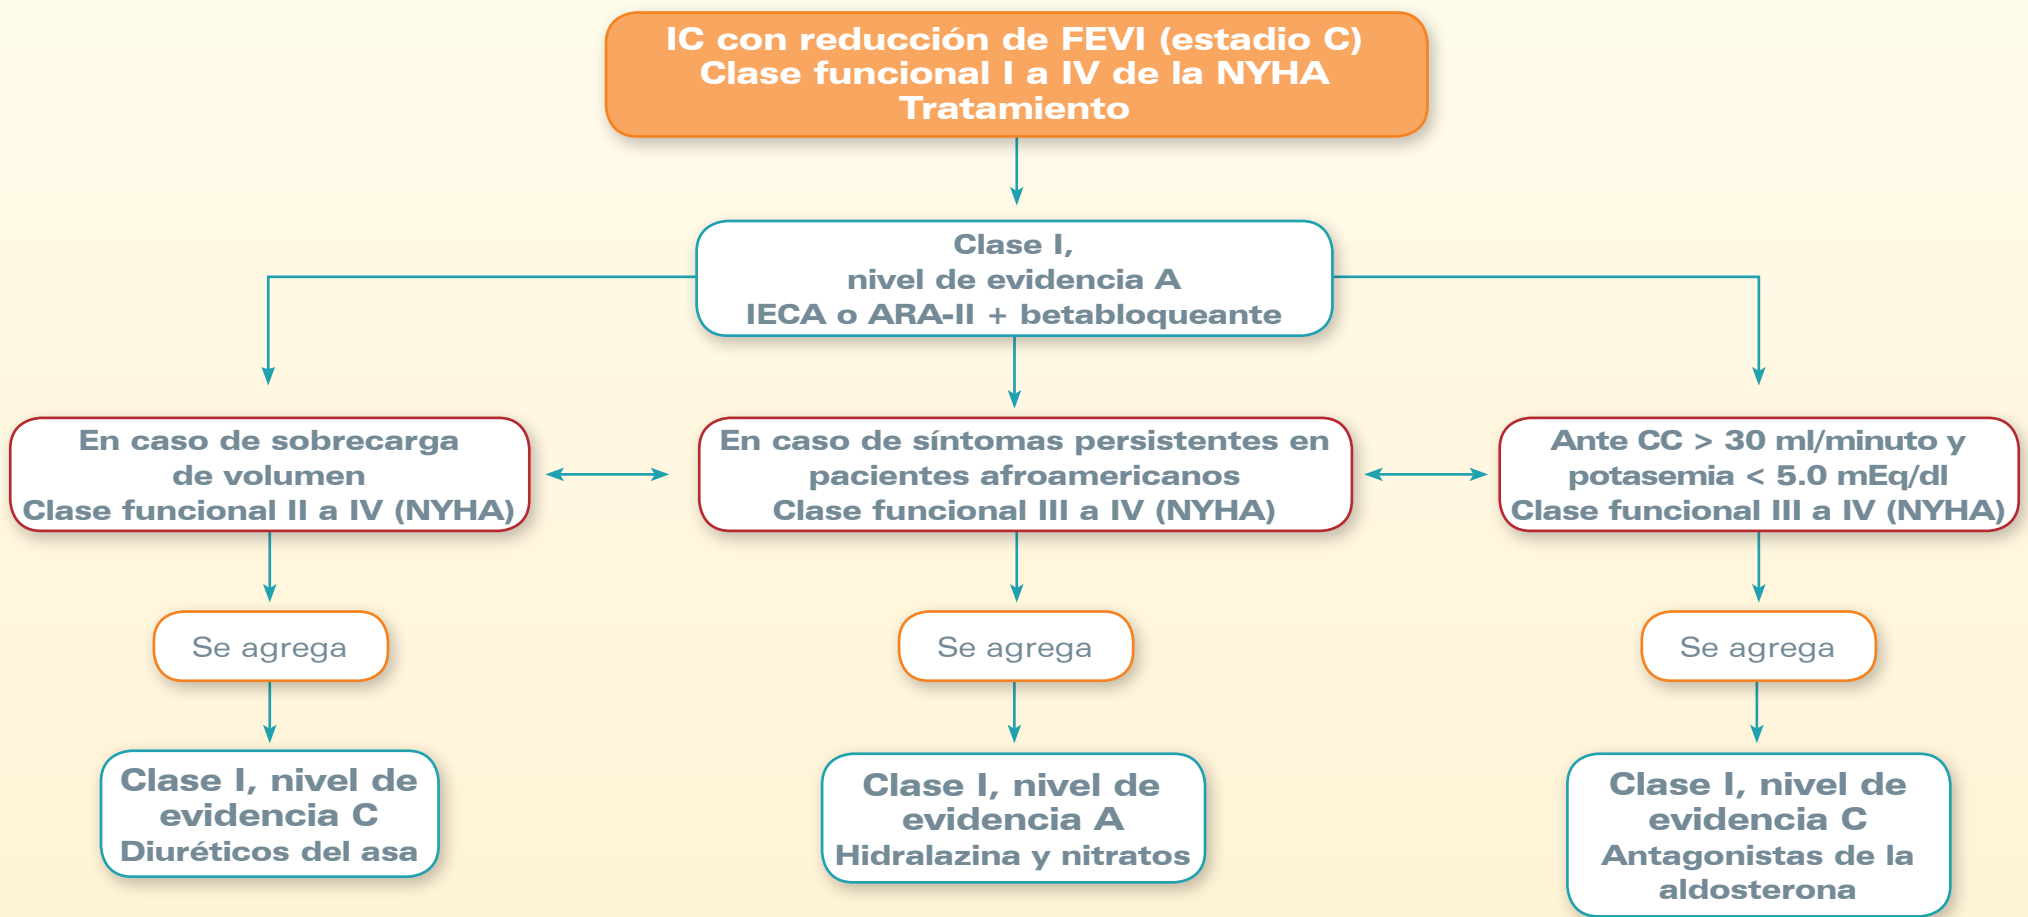 IC con reducción de FEVI (estadio C)
Clase funcional I a IV de la NYHA
Tratamiento
Clase I,
nivel de evidencia A
IECA o ARA-II + betabloqueante
En caso de sobrecarga
de volumen
Clase funcional II a IV (NYHA)
En caso de síntomas persistentes en
pacientes afroamericanos
Clase funcional III a IV (NYHA)
Ante CC > 30 ml/minuto y
potasemia < 5.0 mEq/dl
Clase funcional III a IV (NYHA)
Se agrega
Se agrega
Se agrega
Clase I, nivel de
evidencia C
Diuréticos del asa
Clase I, nivel de
evidencia A
Hidralazina y nitratos
Clase I, nivel de
evidencia C
Antagonistas de la
aldosterona